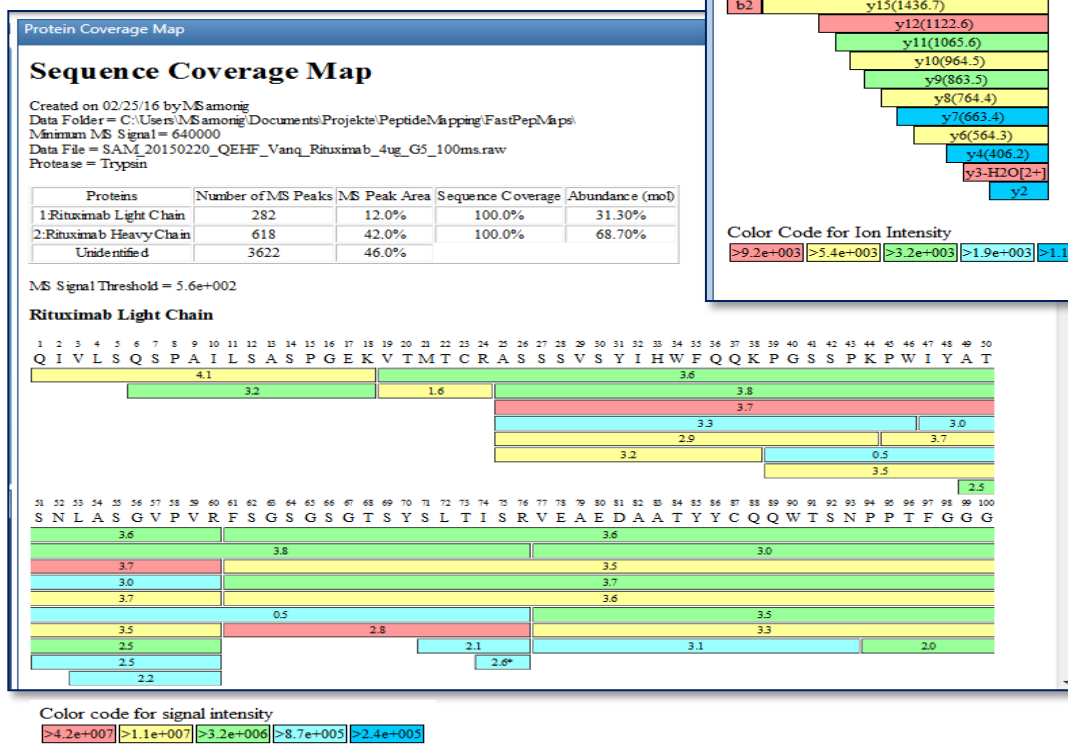 Protein Coverage Map
Sequence Coverage Map
Created on 02/25/16 by MSamonig
Data Folder = C:\Users\MSamonig\Documents\Projekte\PeptideMapping\FastPepMaps\
Minimum MS Signal = 640000
Data File = SAM_20150220_QEHF_Vanq_Rituximab_4ug_G5_100ms.raw
Protease = Trypsin
Proteins Number of MS Peaks MS Peak Area Sequence Coverage Abundance (mol)
1:Rituximab Light Chain 282 12.0% 100.0% 31.30%
2:Rituximab Heavy Chain 618 42.0% 100.0% 68.70%
Unidentified 3622 46.0%
MS Signal Threshold = 5.6e+002
Rituximab Light Chain
1 2 3 4 5 6 7 8 9 10 11 12 13 14 15 16 17 18 19 20 21 22 23 24 25 26 27 28 29 30 31 32 33 34 35 36 37 38 39 40 41 42 43 44 45 46 47 48 49 50
Q I V L S Q S P A I L S A S P G E K V T M T C R A S S S V S Y I H W F Q Q K P G S S P K P W I Y A T
4.1 3.6
3.2 1.6 3.8
3.7
3.3 3.0
2.9 3.7
3.2 0.5
3.5
2.5
51 52 53 54 55 56 57 58 59 60 61 62 63 64 65 66 67 68 69 70 71 72 73 74 75 76 77 78 79 80 81 82 83 84 85 86 87 88 89 90 91 92 93 94 95 96 97 98 99 100
S N L A S G V P V R F S G S G S G T S Y S L T I S R V E A E D A A T Y Y C Q Q W T S N P P T F G G G
3.6 3.6
3.8 3.0
3.7 3.5
3.0 3.7
3.7 3.6
0.5 3.5
3.5 2.8 3.3
2.5 2.1 3.1 2.0
2.5 2.6*
2.2
Color code for signal intensity
>4.2e+007 >1.1e+007 >3.2e+006 >8.7e+005 >2.4e+005
b2 y15(1436.7)
y12(1122.6)
y11(1065.6)
y10(964.5)
y9(863.5)
y8(764.4)
y7(663.4)
y6(564.3)
y4(406.2)
y3-H2O[2+]
y2
Color Code for Ion Intensity
>9.2e+003 >5.4e+003 >3.2e+003 >1.9e+003 >1.1